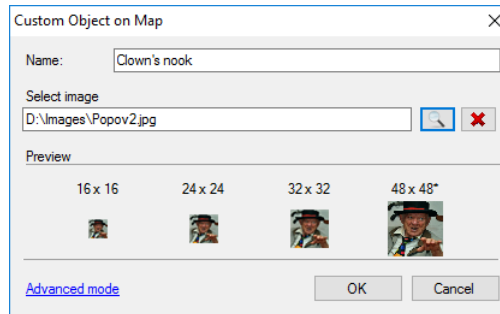 Custom Object on Map
Name: Clown's nook
Select image
D:\Images\Popov2.jpg
Preview
16 x 16 24 x 24 32 x 32 48 x 48*
Advanced mode OK Cancel